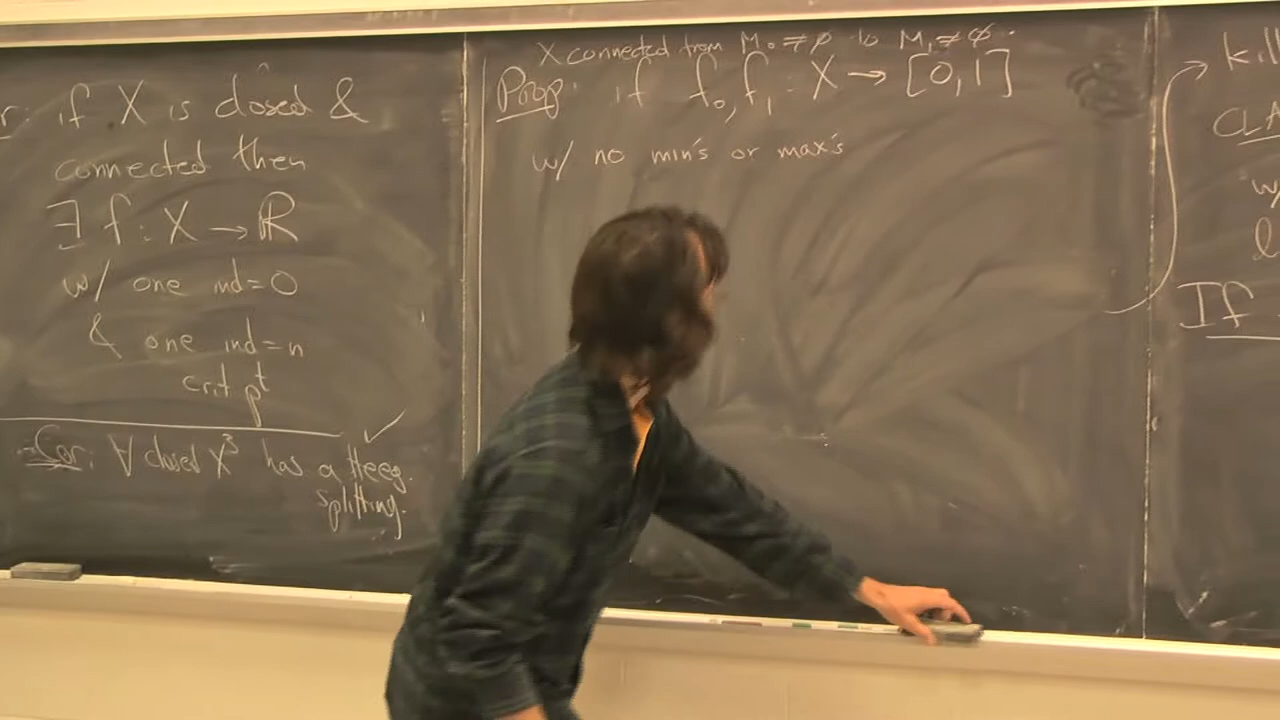 r: if X is closed &
connected then
∃ f: X → ℝ
w/ one ind=0
& one ind=n
crit pt
Cor: ∀ closed X³ has a Heeg.
splitting.
X connected from M₀≠∅ to M₁≠∅.
Prop: if f₀, f₁: X → [0,1]
w/ no min's or max's
kill
CLA
w/
If